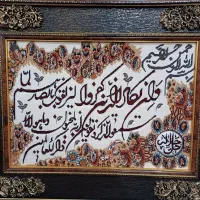 بسم الله الرحمن الرحيم
وان يكاد الذين كفروا ليزلقونك بابصارهم
لما سمعوا الذكر ويقولون انه لمجنون وما هو الا
ذكر للعالمين